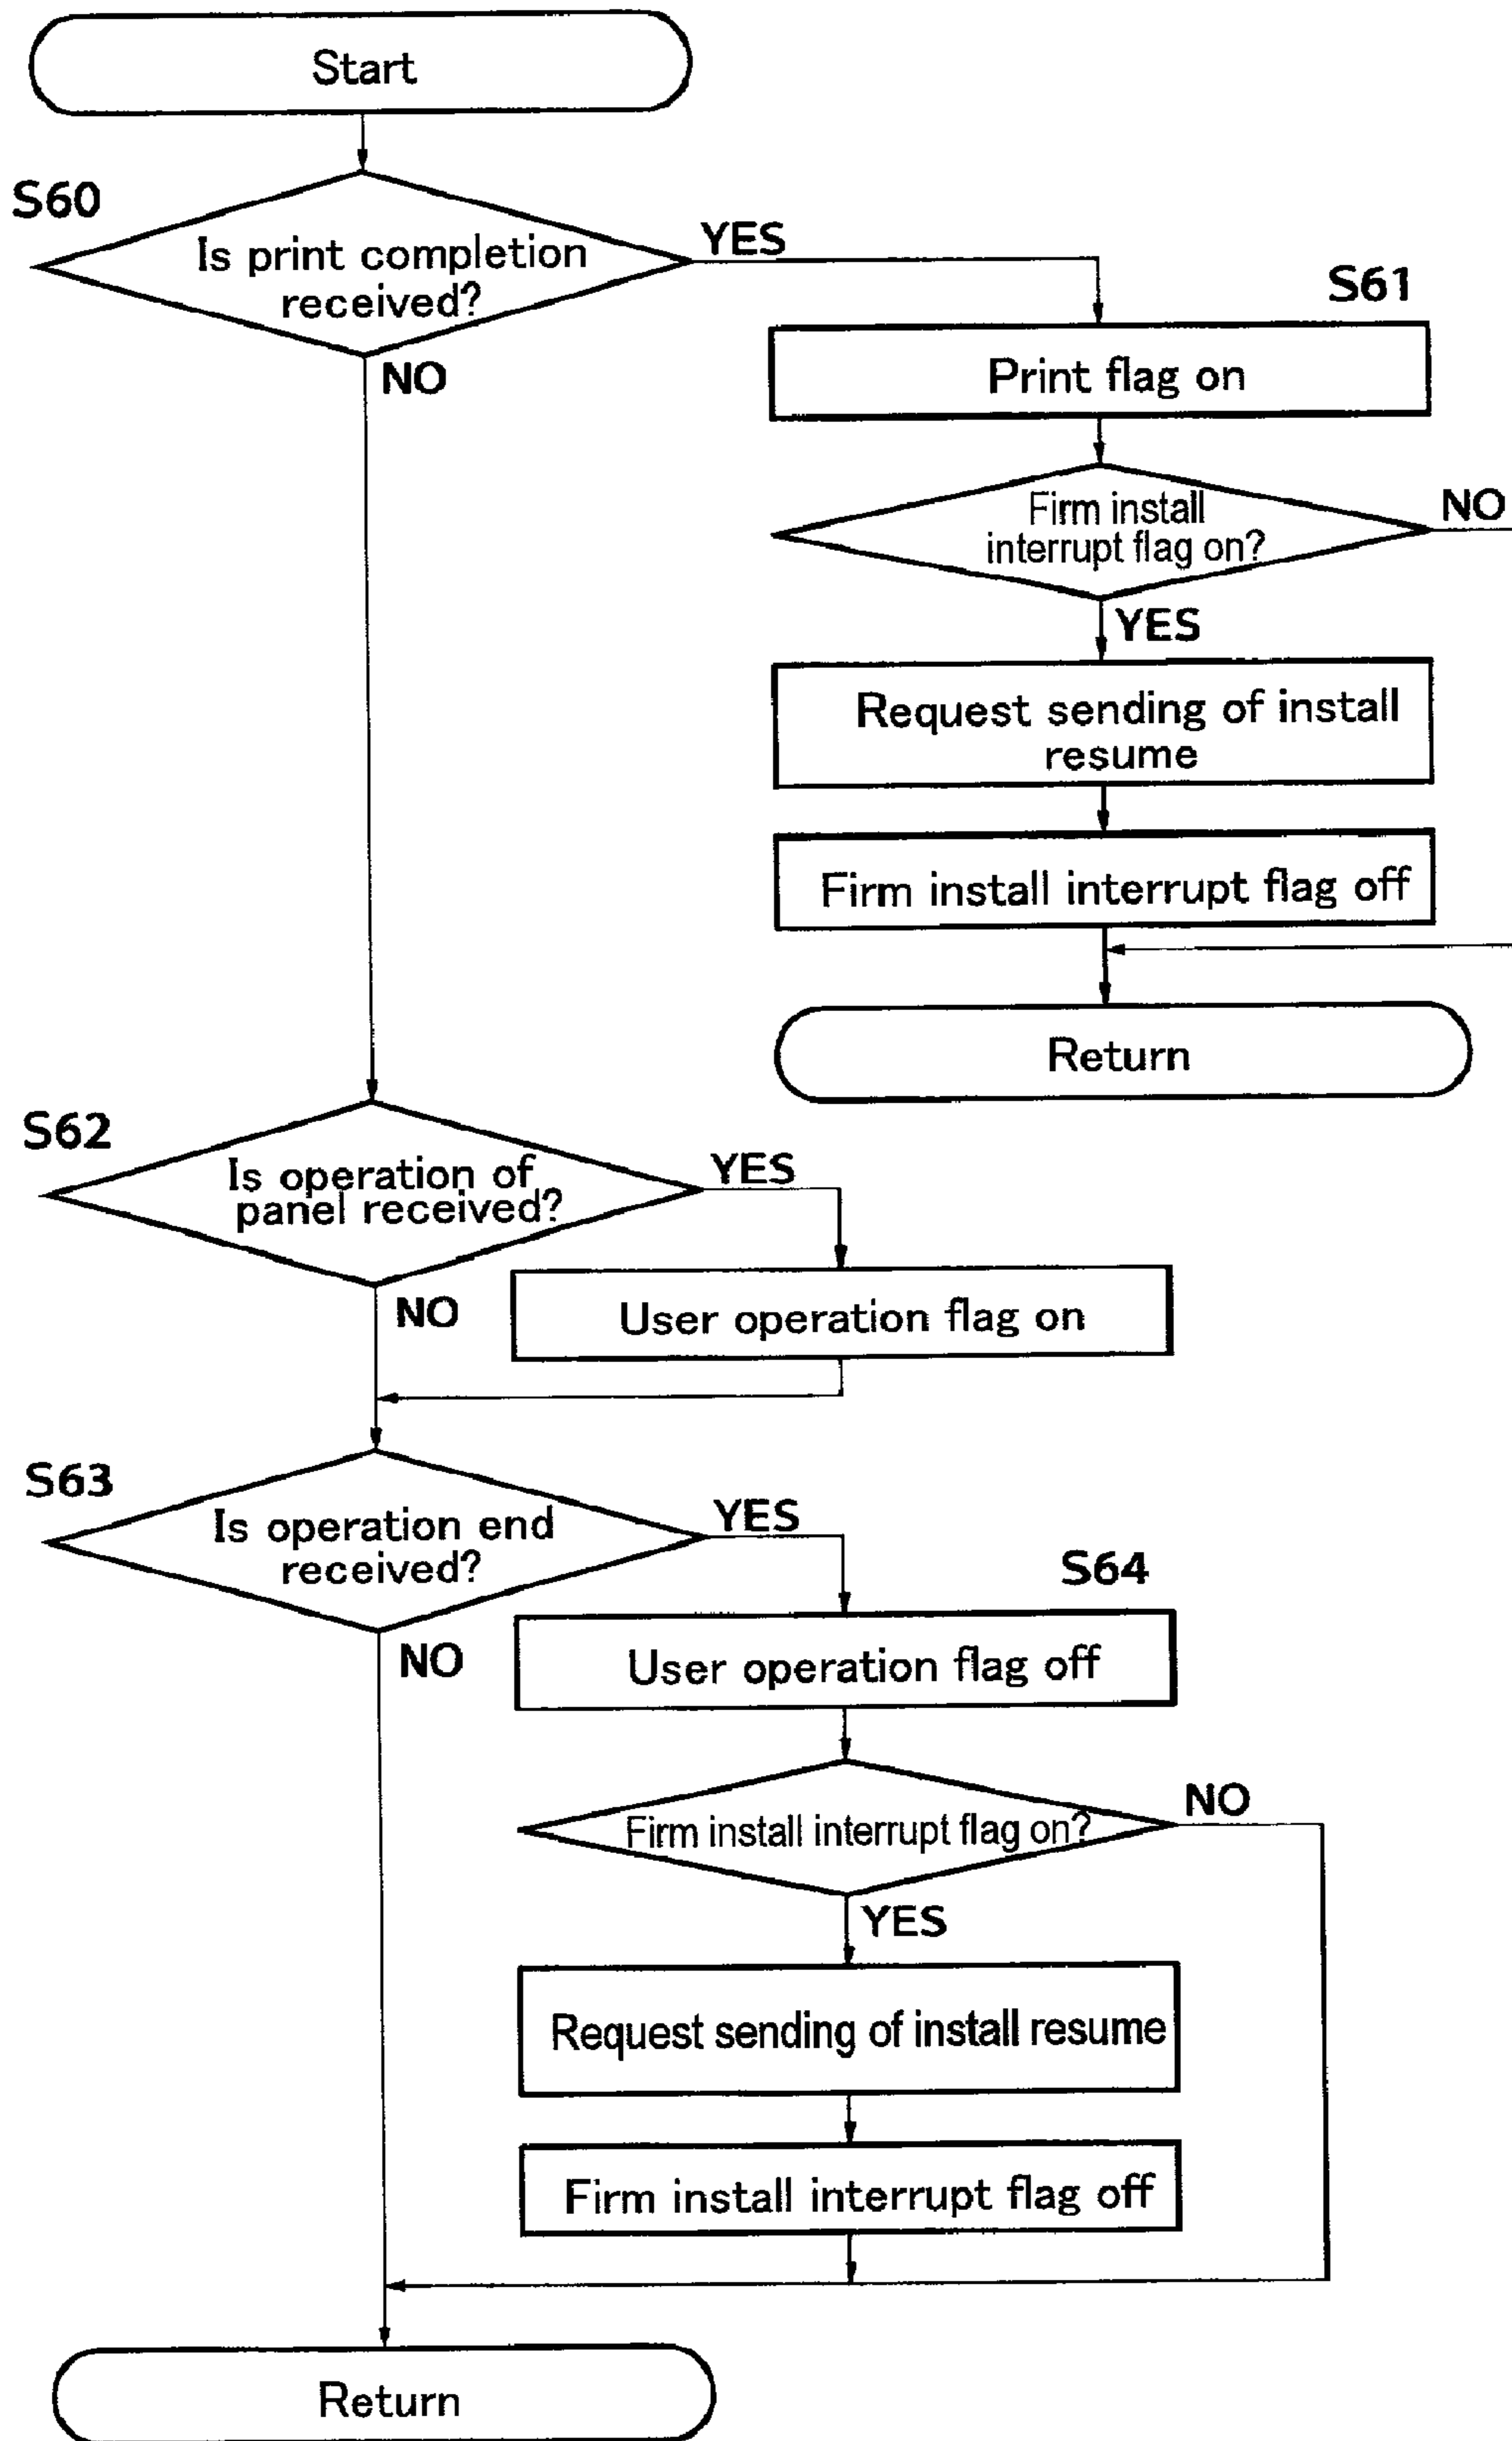 Start
S60
Is print completion
received?
YES
NO
S61
Print flag on
Firm install
interrupt flag on?
NO
YES
Request sending of install
resume
Firm install interrupt flag off
Return
S62
Is operation of
panel received?
YES
NO
User operation flag on
S63
Is operation end
received?
YES
NO
S64
User operation flag off
Firm install interrupt flag on?
NO
YES
Request sending of install resume
Firm install interrupt flag off
Return